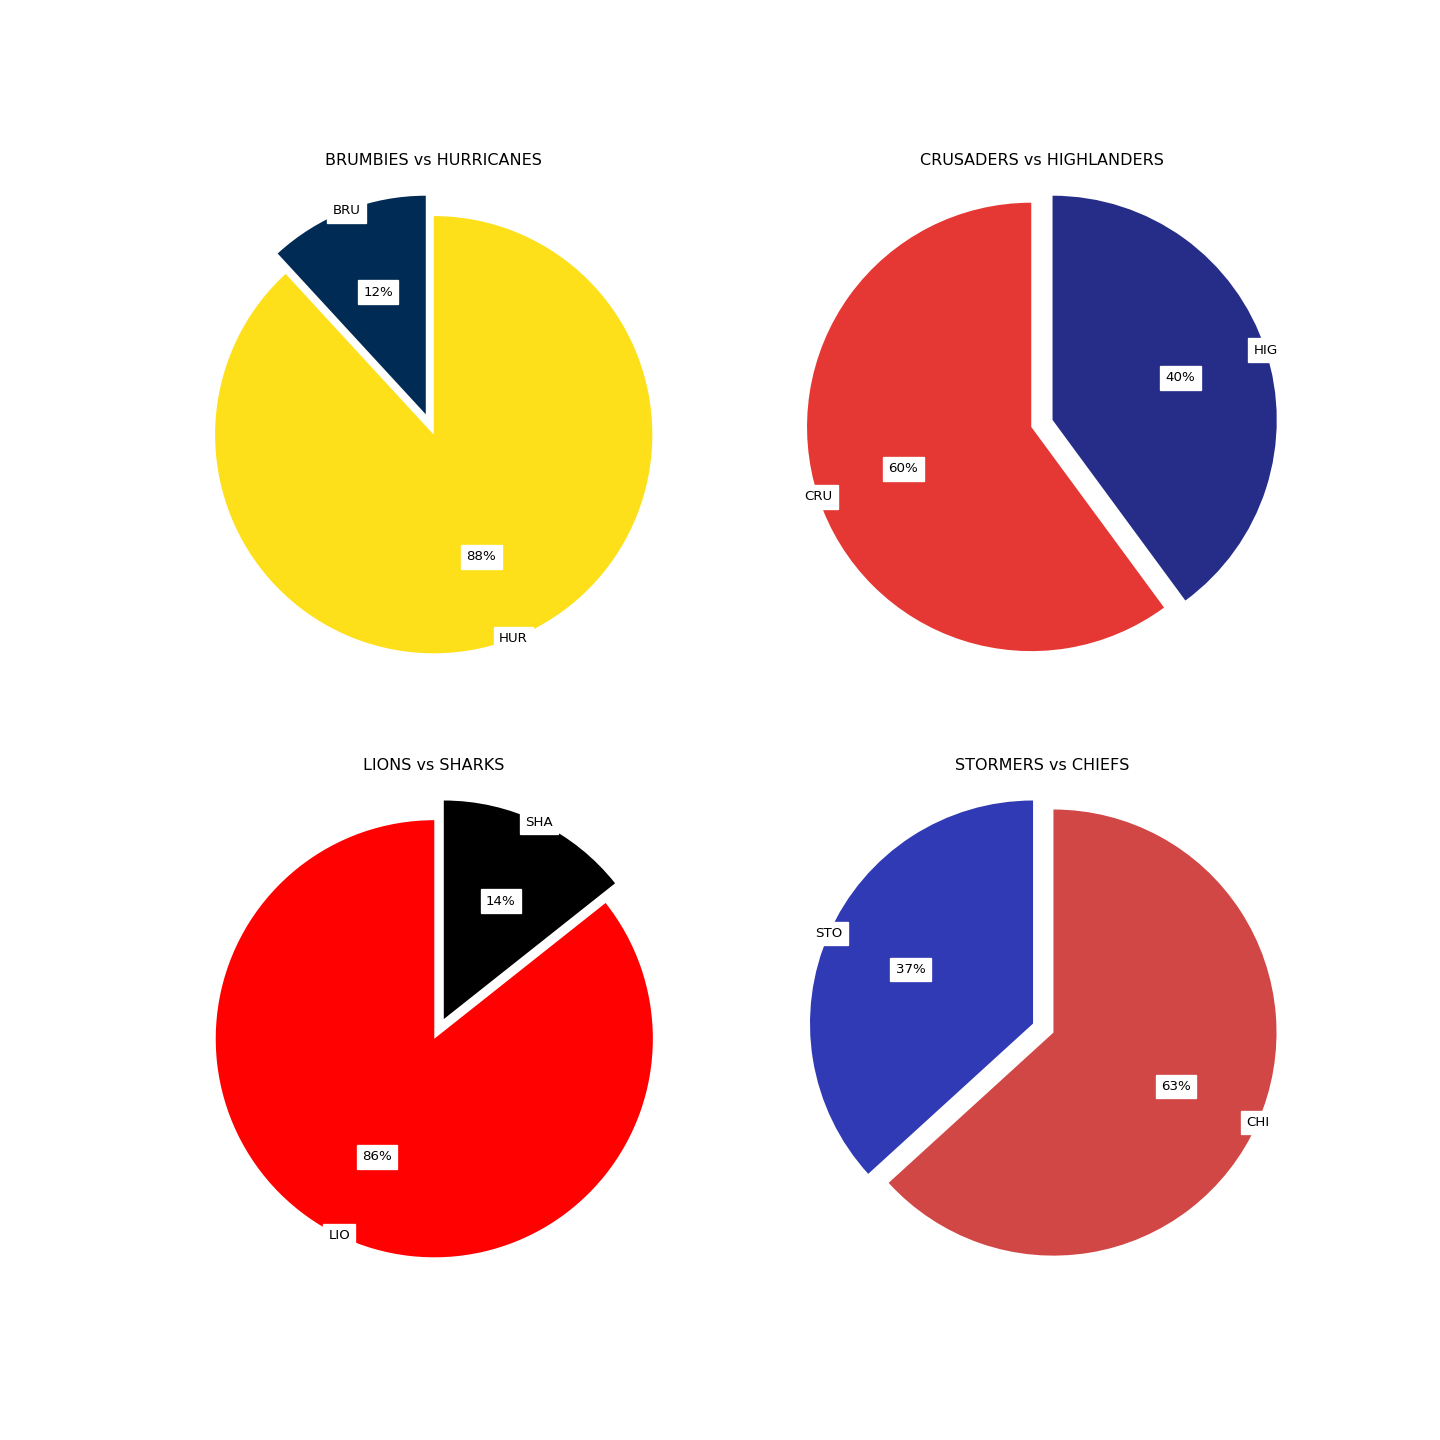 BRUMBIES vs HURRICANES
BRU
12%
88%
HUR
CRUSADERS vs HIGHLANDERS
HIG
40%
60%
CRU
LIONS vs SHARKS
SHA
14%
86%
LIO
STORMERS vs CHIEFS
STO
37%
63%
CHI